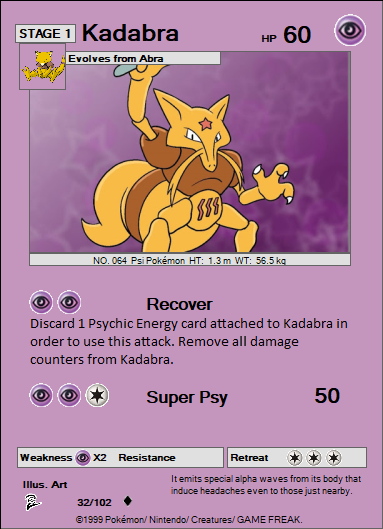 STAGE 1 Kadabra HP 60
Evolves from Abra
NO. 064 Psi Pokémon HT: 1.3 m WT: 56.5 kg
Recover
Discard 1 Psychic Energy card attached to Kadabra in
order to use this attack. Remove all damage
counters from Kadabra.
Super Psy 50
Weakness X2 Resistance Retreat
Illus. Art
It emits special alpha waves from its body that
induce headaches even to those just nearby.
32/102
©1999 Pokémon/ Nintendo/ Creatures/ GAME FREAK.